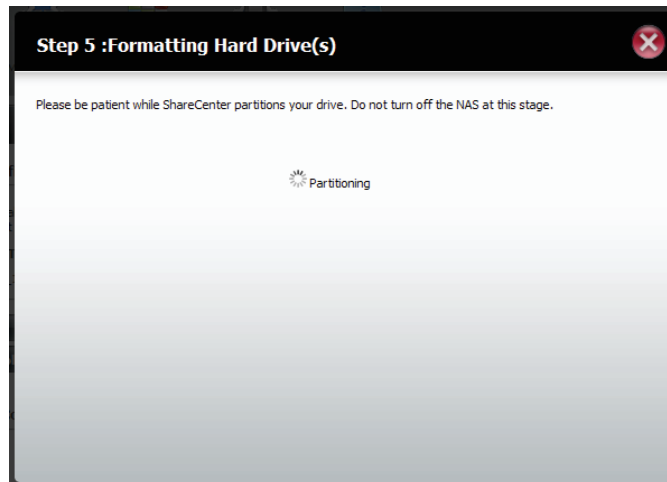 Step 5 :Formatting Hard Drive(s)
Please be patient while ShareCenter partitions your drive. Do not turn off the NAS at this stage.
Partitioning